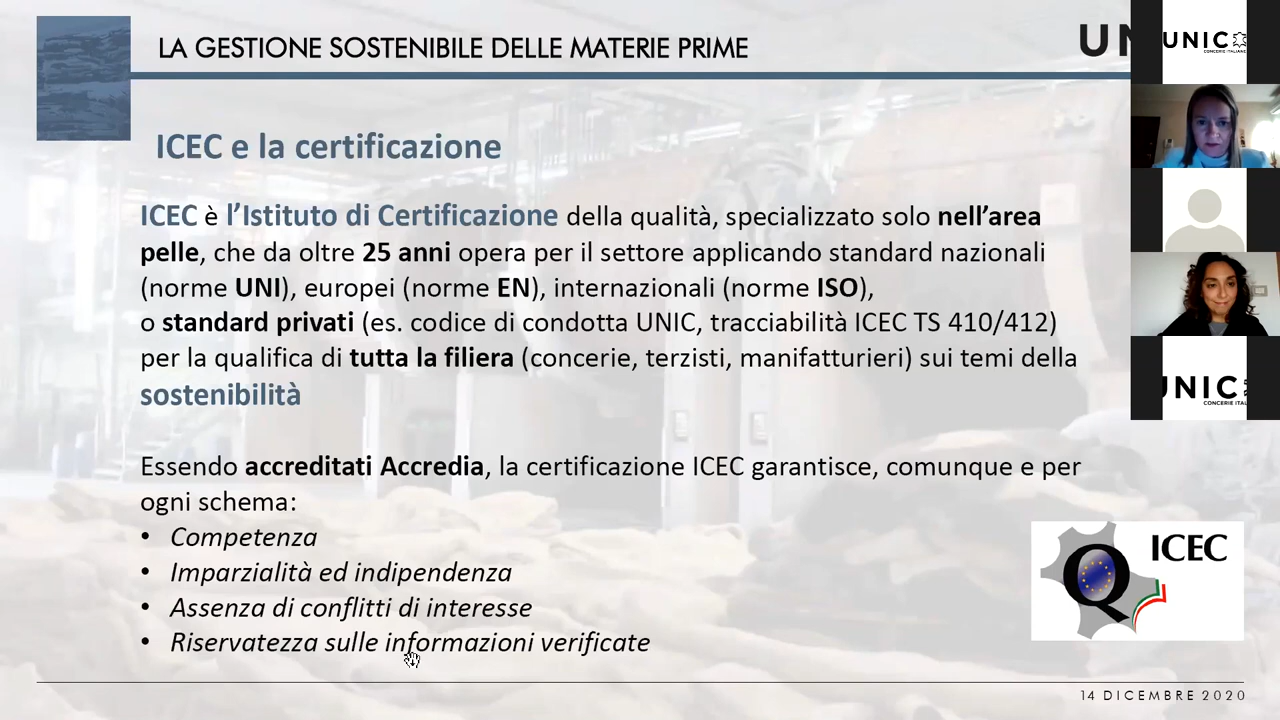 LA GESTIONE SOSTENIBILE DELLE MATERIE PRIME
UNIC
CONCERIE ITALIANE
ICEC e la certificazione
ICEC è l’Istituto di Certificazione della qualità, specializzato solo nell’area
pelle, che da oltre 25 anni opera per il settore applicando standard nazionali
(norme UNI), europei (norme EN), internazionali (norme ISO),
o standard privati (es. codice di condotta UNIC, tracciabilità ICEC TS 410/412)
per la qualifica di tutta la filiera (concerie, terzisti, manifatturieri) sui temi della
sostenibilità
Essendo accreditati Accredia, la certificazione ICEC garantisce, comunque e per
ogni schema:
• Competenza
• Imparzialità ed indipendenza
• Assenza di conflitti di interesse
• Riservatezza sulle informazioni verificate
ICEC
Q
14 DICEMBRE 2020